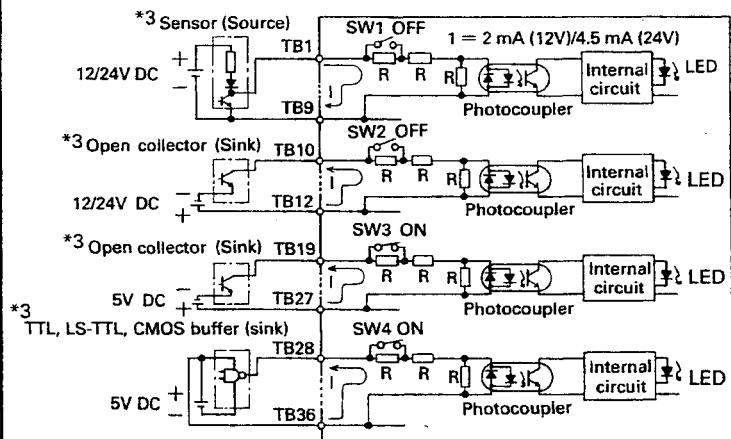 *3 Sensor (Source)
SW1 OFF
TB1
1 = 2 mA (12V)/4.5 mA (24V)
+
12/24V DC
−
R R R
I
Internal circuit
LED
TB9
Photocoupler
*3 Open collector (Sink)
TB10
SW2 OFF
−
12/24V DC
+
TB12
R R R
I
Internal circuit
LED
Photocoupler
*3 Open collector (Sink)
TB19
SW3 ON
5V DC
−
+
TB27
R R R
I
Internal circuit
LED
Photocoupler
*3
TTL, LS-TTL, CMOS buffer (sink)
TB28
SW4 ON
+
5V DC
−
TB36
R R R
I
Internal circuit
LED
Photocoupler